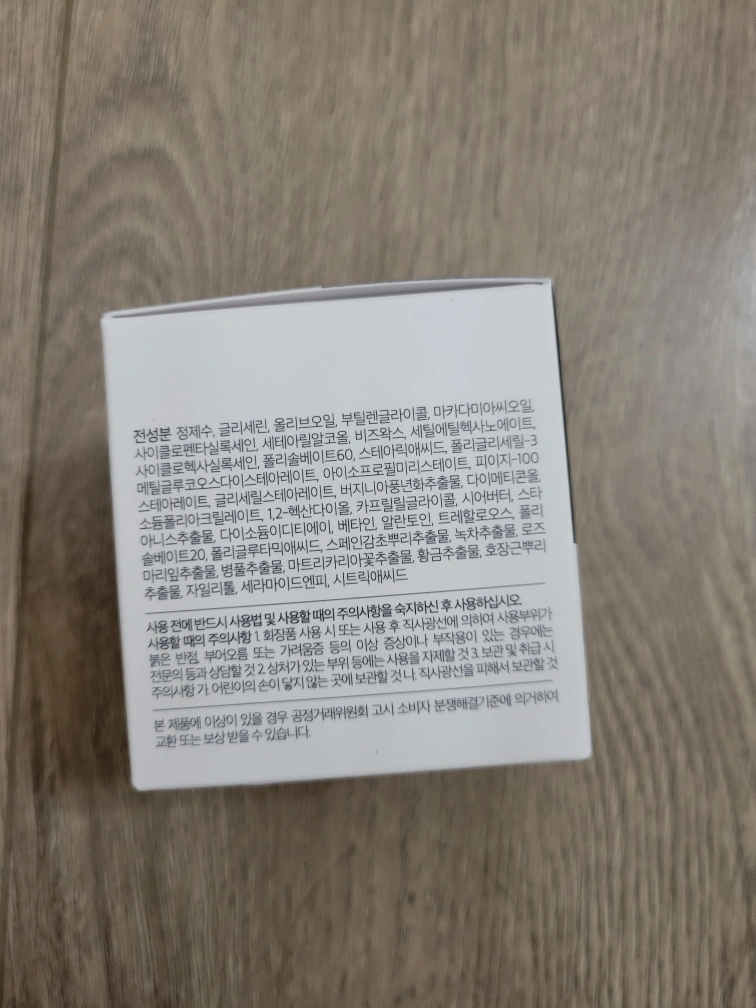 전성분 정제수, 글리세린, 올리브오일, 부틸렌글라이콜, 마카다미아씨오일,
사이클로펜타실록세인, 세테아릴알코올, 비즈왁스, 세틸에틸헥사노에이트,
사이클로헥사실록세인, 폴리솔베이트60, 스테아릭애씨드, 폴리글리세릴-3
메틸글루코오스다이스테아레이트, 아이소프로필미리스테이트, 피이지-100
스테아레이트, 글리세릴스테아레이트, 버지니아풍년화추출물, 다이메티콘올,
소듐폴리아크릴레이트, 1,2-헥산다이올, 카프릴릴글라이콜, 시어버터, 스타
아니스추출물, 다이소듐이디티에이, 베타인, 알란토인, 트레할로오스, 폴리
솔베이트20, 폴리글루타믹애씨드, 스페인감초뿌리추출물, 녹차추출물, 로즈
마리잎추출물, 병풀추출물, 마트리카리아꽃추출물, 황금추출물, 호장근뿌리
추출물, 자일리톨, 세라마이드엔피, 시트릭애씨드
사용 전에 반드시 사용법 및 사용할 때의 주의사항을 숙지하신 후 사용하십시오.
사용할 때의 주의사항 1. 화장품 사용 시 또는 사용 후 직사광선에 의하여 사용부위가
붉은 반점, 부어오름 또는 가려움증 등의 이상 증상이나 부작용이 있는 경우에는
전문의 등과 상담할 것 2. 상처가 있는 부위 등에는 사용을 자제할 것 3. 보관 및 취급 시
주의사항 가. 어린이의 손이 닿지 않는 곳에 보관할 것 나. 직사광선을 피해서 보관할 것
본 제품에 이상이 있을 경우 공정거래위원회 고시 소비자 분쟁해결기준에 의거하여
교환 또는 보상 받을 수 있습니다.